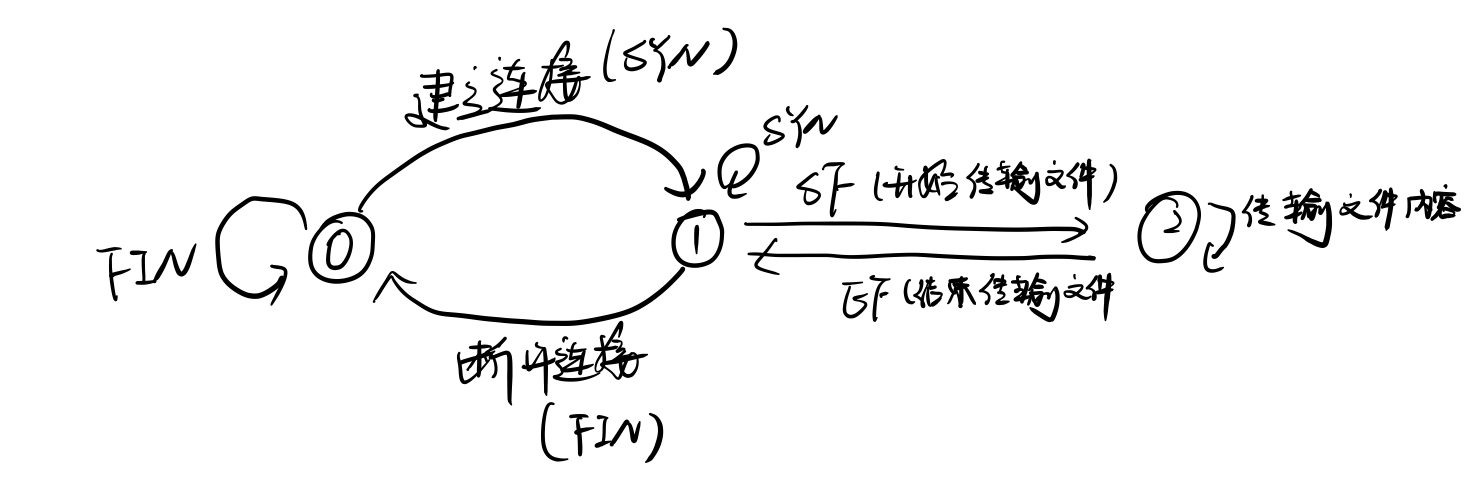 建立连接(SYN)
SYN
SF(开始传输文件)
FIN
0
1
2
传输文件内容
EF(结束传输文件
断开连接
(FIN)